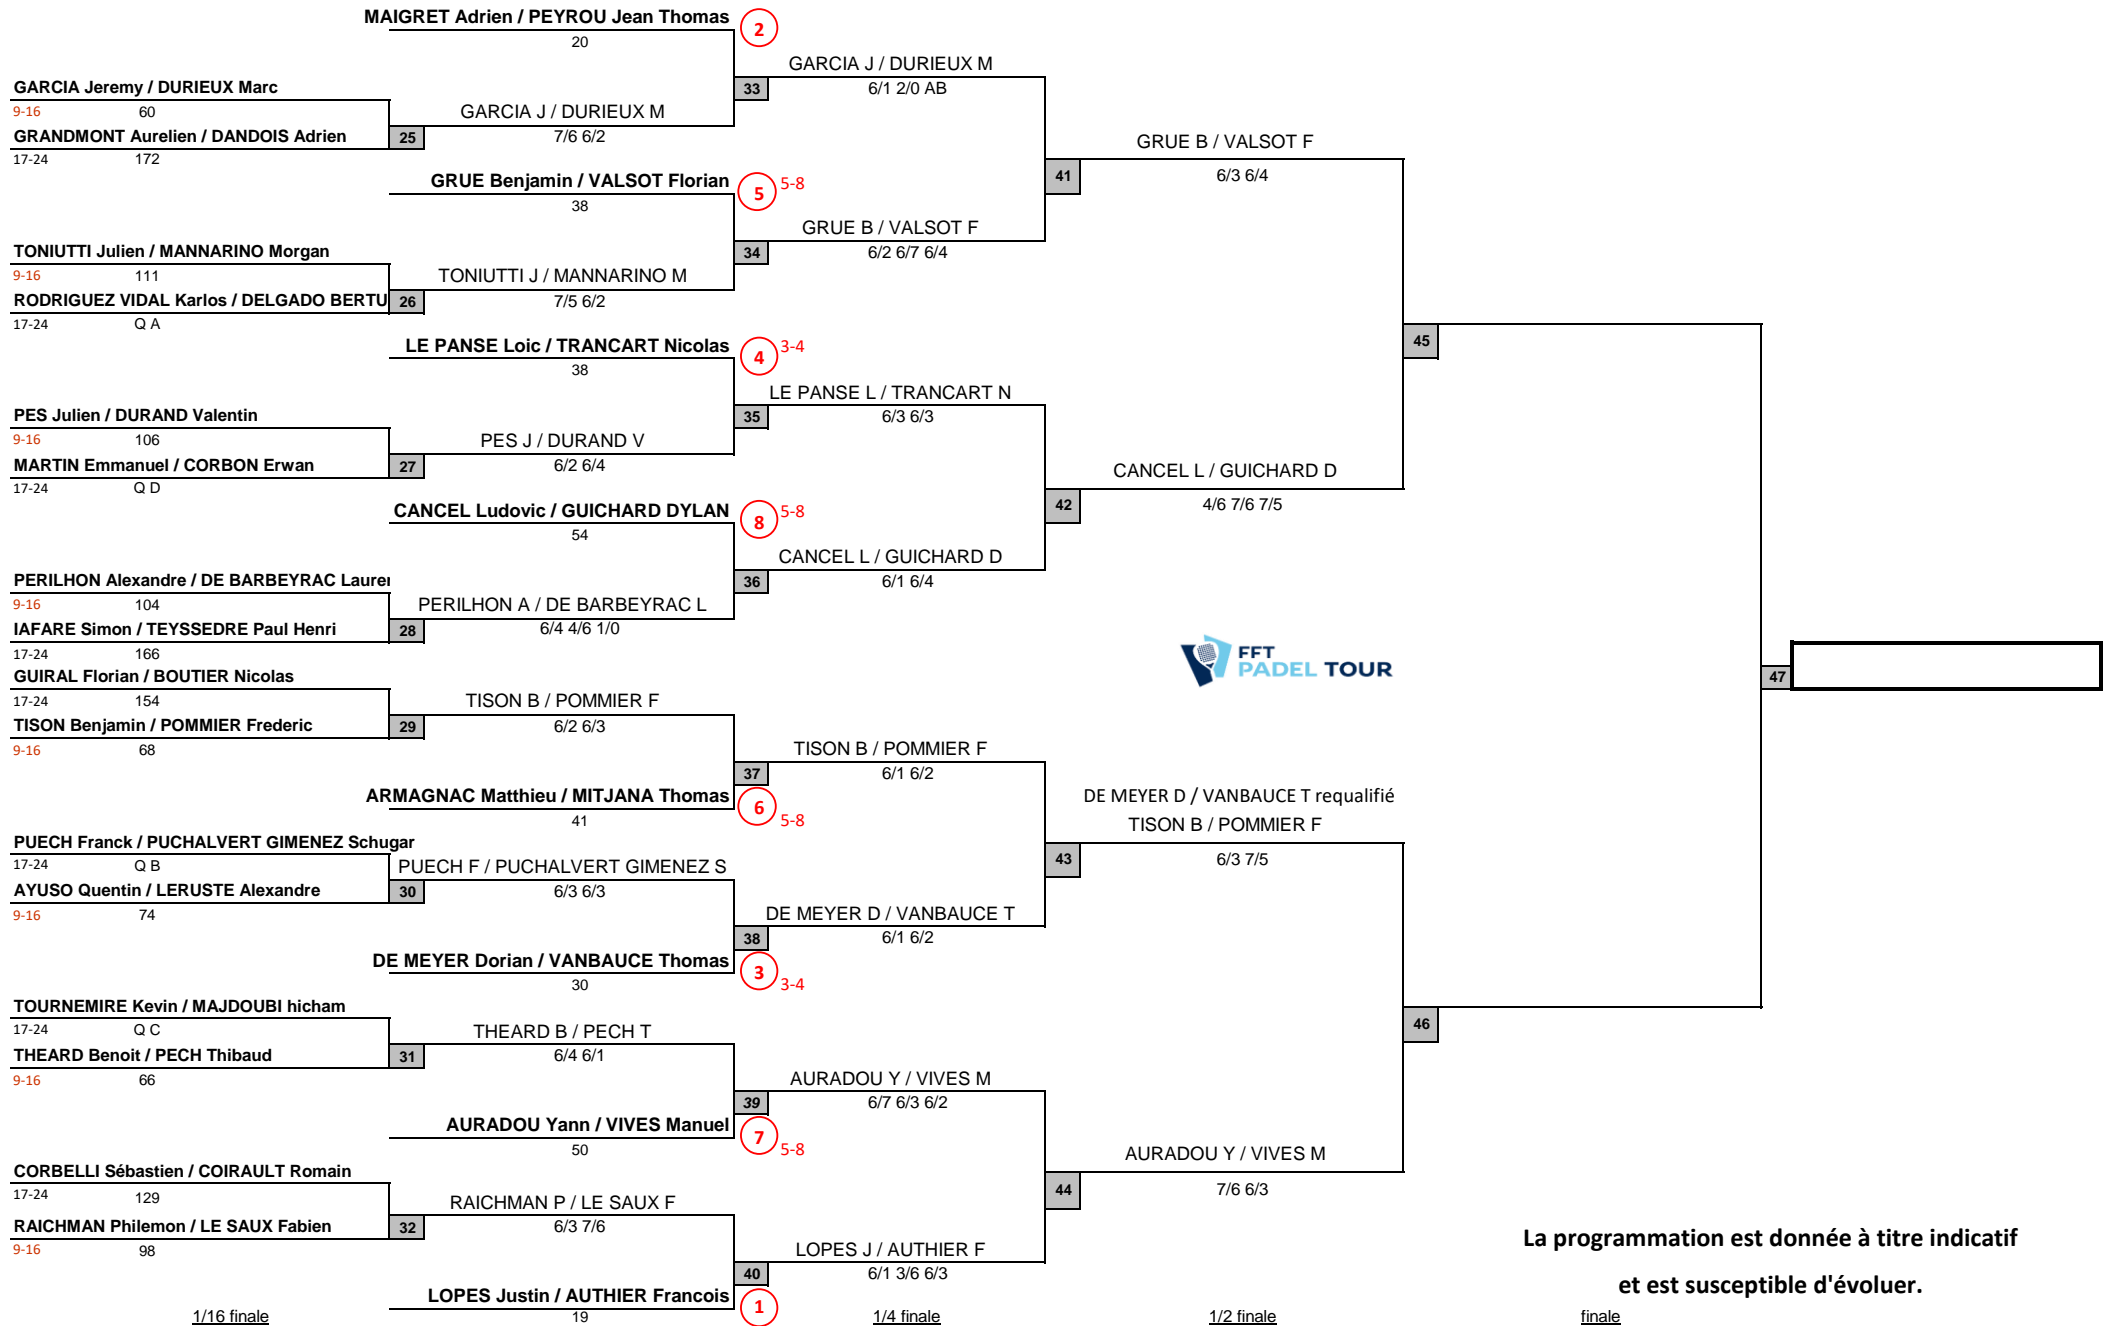 MAIGRET Adrien / PEYROU Jean Thomas
2
20
GARCIA J / DURIEUX M
GARCIA Jeremy / DURIEUX Marc
33
6/1 2/0 AB
9-16
60
GARCIA J / DURIEUX M
GRANDMONT Aurelien / DANDOIS Adrien
25
7/6 6/2
GRUE B / VALSOT F
17-24
172
GRUE Benjamin / VALSOT Florian
5
5-8
41
6/3 6/4
38
GRUE B / VALSOT F
TONIUTTI Julien / MANNARINO Morgan
34
6/2 6/7 6/4
9-16
111
TONIUTTI J / MANNARINO M
RODRIGUEZ VIDAL Karlos / DELGADO BERTU
26
7/5 6/2
17-24
Q A
LE PANSE Loic / TRANCART Nicolas
4
3-4
45
38
LE PANSE L / TRANCART N
PES Julien / DURAND Valentin
35
6/3 6/3
9-16
106
PES J / DURAND V
MARTIN Emmanuel / CORBON Erwan
27
6/2 6/4
CANCEL L / GUICHARD D
17-24
Q D
CANCEL Ludovic / GUICHARD DYLAN
8
5-8
42
4/6 7/6 7/5
54
CANCEL L / GUICHARD D
PERILHON Alexandre / DE BARBEYRAC Laurer
36
6/1 6/4
9-16
104
PERILHON A / DE BARBEYRAC L
IAFARE Simon / TEYSSEDRE Paul Henri
28
6/4 4/6 1/0
17-24
166
FFT
PADEL TOUR
47
GUIRAL Florian / BOUTIER Nicolas
17-24
154
TISON B / POMMIER F
TISON Benjamin / POMMIER Frederic
29
6/2 6/3
9-16
68
TISON B / POMMIER F
37
6/1 6/2
ARMAGNAC Matthieu / MITJANA Thomas
6
5-8
41
DE MEYER D / VANBAUCE T requalifié
TISON B / POMMIER F
PUECH Franck / PUCHALVERT GIMENEZ Schugar
17-24
Q B
PUECH F / PUCHALVERT GIMENEZ S
43
6/3 7/5
AYUSO Quentin / LERUSTE Alexandre
30
6/3 6/3
9-16
74
DE MEYER D / VANBAUCE T
38
6/1 6/2
DE MEYER Dorian / VANBAUCE Thomas
3
3-4
30
TOURNEMIRE Kevin / MAJDOUBI hicham
46
17-24
Q C
THEARD B / PECH T
THEARD Benoit / PECH Thibaud
31
6/4 6/1
9-16
66
AURADOU Y / VIVES M
39
6/7 6/3 6/2
AURADOU Yann / VIVES Manuel
7
5-8
50
AURADOU Y / VIVES M
CORBELLI Sébastien / COIRAULT Romain
17-24
129
44
7/6 6/3
RAICHMAN P / LE SAUX F
RAICHMAN Philemon / LE SAUX Fabien
32
6/3 7/6
9-16
98
LOPES J / AUTHIER F
La programmation est donnée à titre indicatif
40
6/1 3/6 6/3
et est susceptible d'évoluer.
LOPES Justin / AUTHIER Francois
1
19
1/16 finale
1/4 finale
1/2 finale
finale